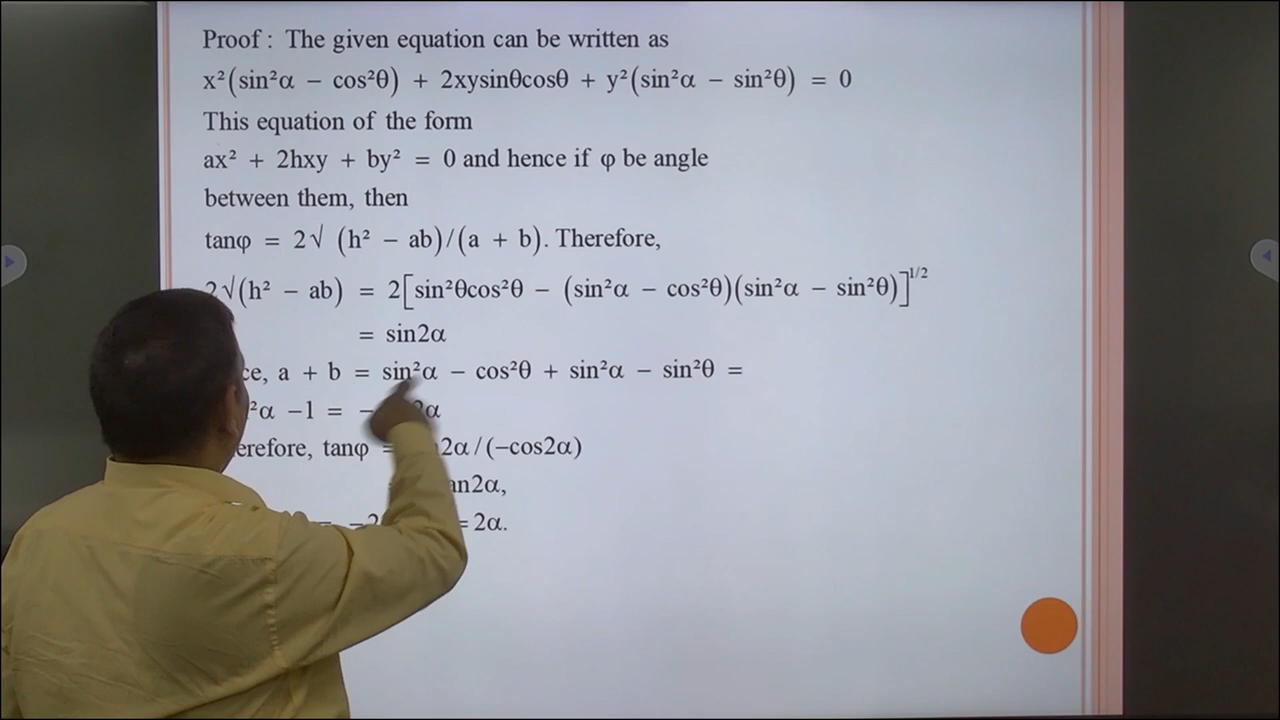 Proof : The given equation can be written as
x²(sin²α − cos²θ) + 2xysinθcosθ + y²(sin²α − sin²θ) = 0
This equation of the form
ax² + 2hxy + by² = 0 and hence if φ be angle
between them, then
tanφ = 2√ (h² − ab)/(a + b). Therefore,
2√(h² − ab) = 2[sin²θcos²θ − (sin²α − cos²θ)(sin²α − sin²θ)]^1/2
= sin2α
a + b = sin²α − cos²θ + sin²α − sin²θ =
²α −1 = − 2α
tanφ = 2α/(−cos2α)
= 2α.